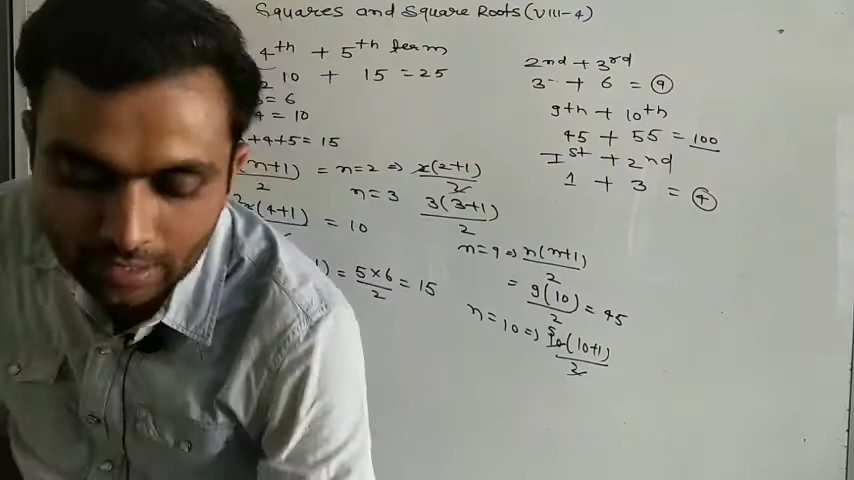 Squares and Square Roots (VIII-4)
4th + 5th term
10 + 15 = 25
= 6
= 10
+4+5 = 15
(n+1)/2 = n=2 => 2(2+1)/2
n=3 3(3+1)/2
(4+1) = 10
= 5×6/2 = 15
2nd + 3rd
3 + 6 = 9
9th + 10th
45 + 55 = 100
Ist + 2nd
1 + 3 = 4
n=9 => n(n+1)/2
= 9(10)/2 = 45
n=10 => 10(10+1)/2